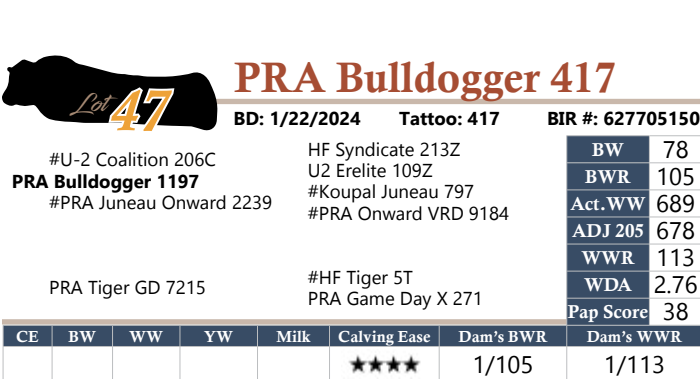 Lot 47
PRA Bulldogger 417
BD: 1/22/2024 Tattoo: 417 BIR #: 627705150
#U-2 Coalition 206C
PRA Bulldogger 1197
#PRA Juneau Onward 2239
PRA Tiger GD 7215
HF Syndicate 213Z
U2 Erelite 109Z
#Koupal Juneau 797
#PRA Onward VRD 9184
#HF Tiger 5T
PRA Game Day X 271
BW 78
BWR 105
Act.WW 689
ADJ 205 678
WWR 113
WDA 2.76
Pap Score 38
CE BW WW YW Milk Calving Ease Dam's BWR Dam's WWR
★★★★ 1/105 1/113